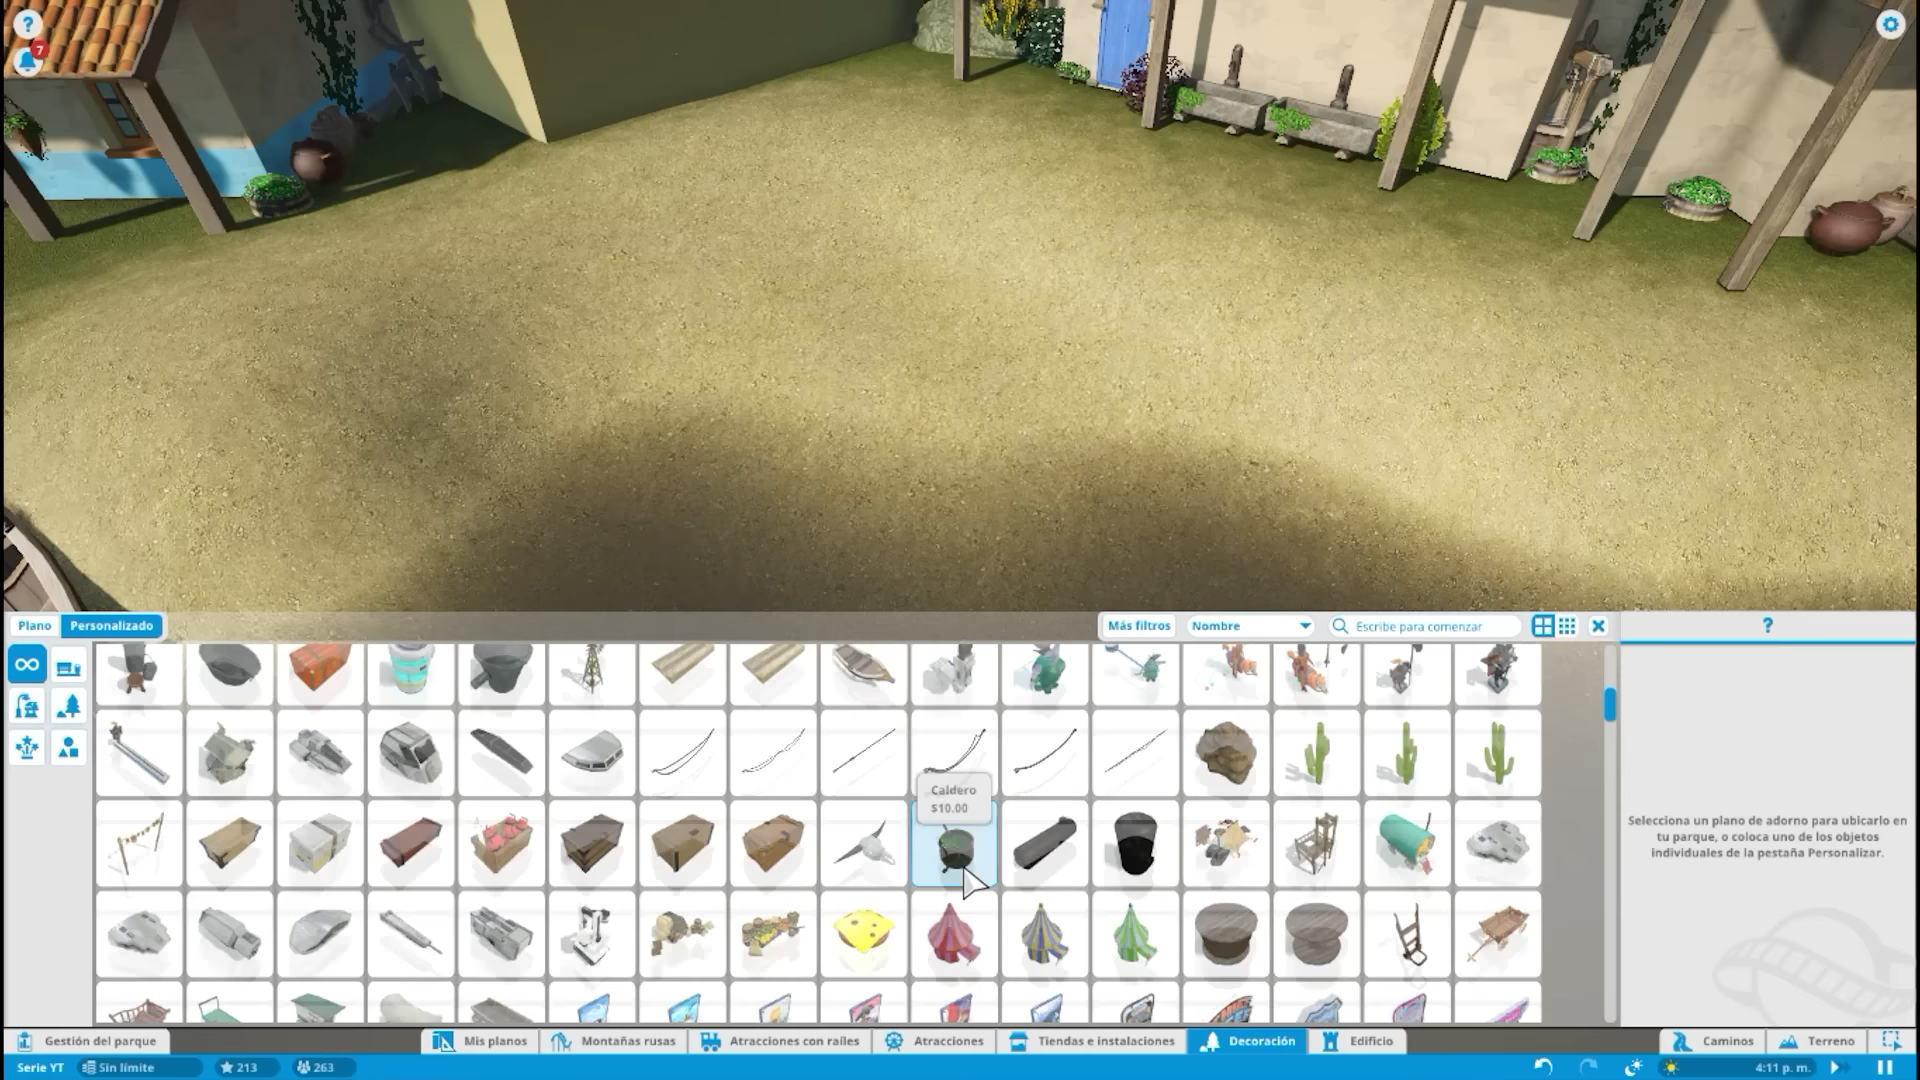 ?
7
Plano
Personalizado
Más filtros
Nombre
Escribe para comenzar
?
Caldero
$10.00
Selecciona un plano de adorno para ubicarlo en
tu parque, o coloca uno de los objetos
individuales de la pestaña Personalizar.
Gestión del parque
Mis planos
Montañas rusas
Atracciones con raíles
Atracciones
Tiendas e instalaciones
Decoración
Edificio
Caminos
Terreno
Serie YT
Sin límite
213
263
4:11 p. m.